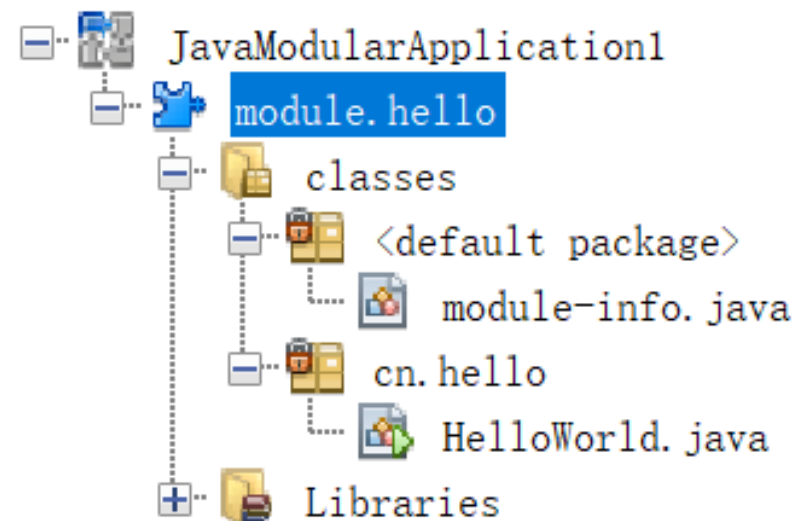 JavaModularApplication1
module.hello
classes
<default package>
module-info.java
cn.hello
HelloWorld.java
Libraries